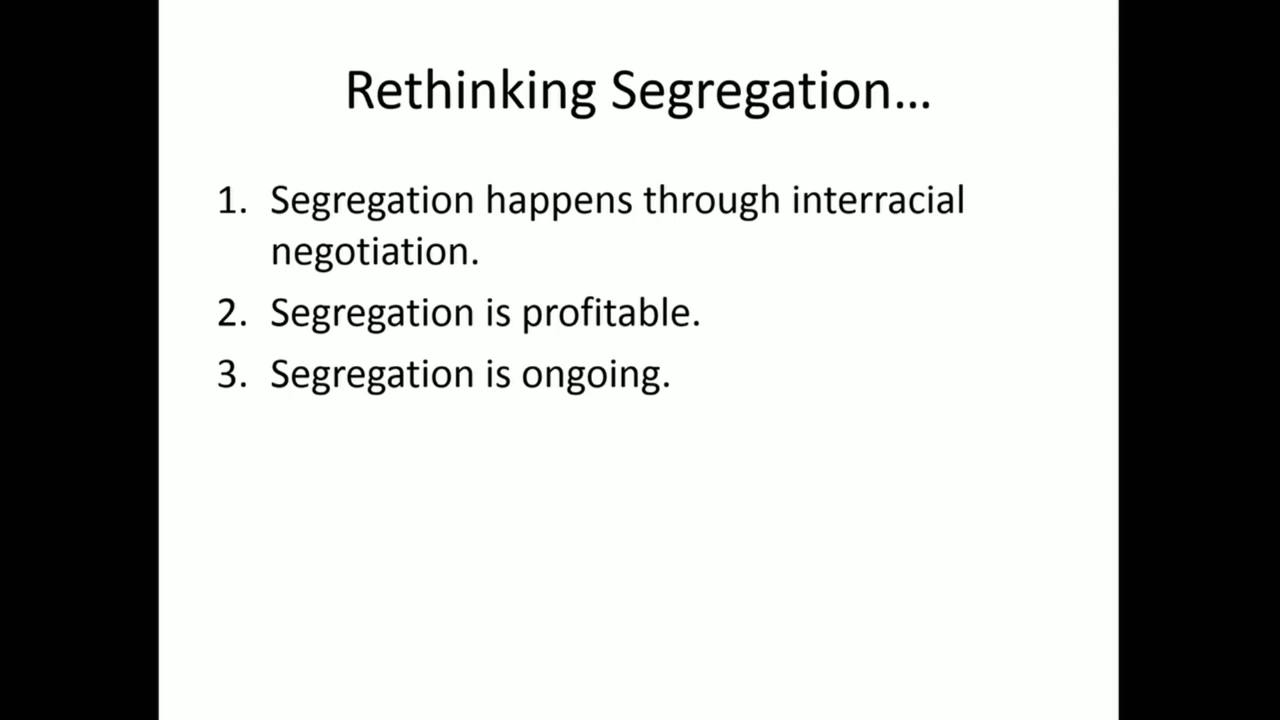 Rethinking Segregation…
1. Segregation happens through interracial
negotiation.
2. Segregation is profitable.
3. Segregation is ongoing.